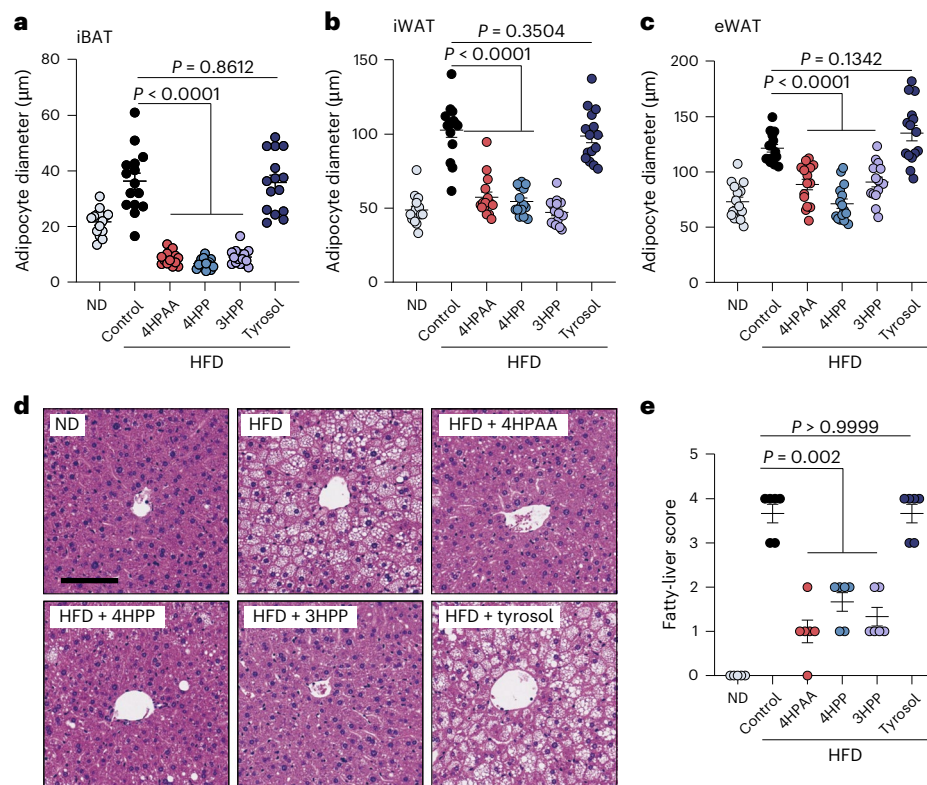 a
iBAT
Adipocyte diameter (μm)
80
60
40
20
0
P = 0.8612
P < 0.0001
ND
Control
4HPAA
4HPP
3HPP
Tyrosol
HFD
b
iWAT
Adipocyte diameter (μm)
150
100
50
0
P = 0.3504
P < 0.0001
ND
Control
4HPAA
4HPP
3HPP
Tyrosol
HFD
c
eWAT
Adipocyte diameter (μm)
200
150
100
50
0
P = 0.1342
P < 0.0001
ND
Control
4HPAA
4HPP
3HPP
Tyrosol
HFD
d
ND
HFD
HFD + 4HPAA
HFD + 4HPP
HFD + 3HPP
HFD + tyrosol
e
Fatty-liver score
5
4
3
2
1
0
P > 0.9999
P = 0.002
ND
Control
4HPAA
4HPP
3HPP
Tyrosol
HFD